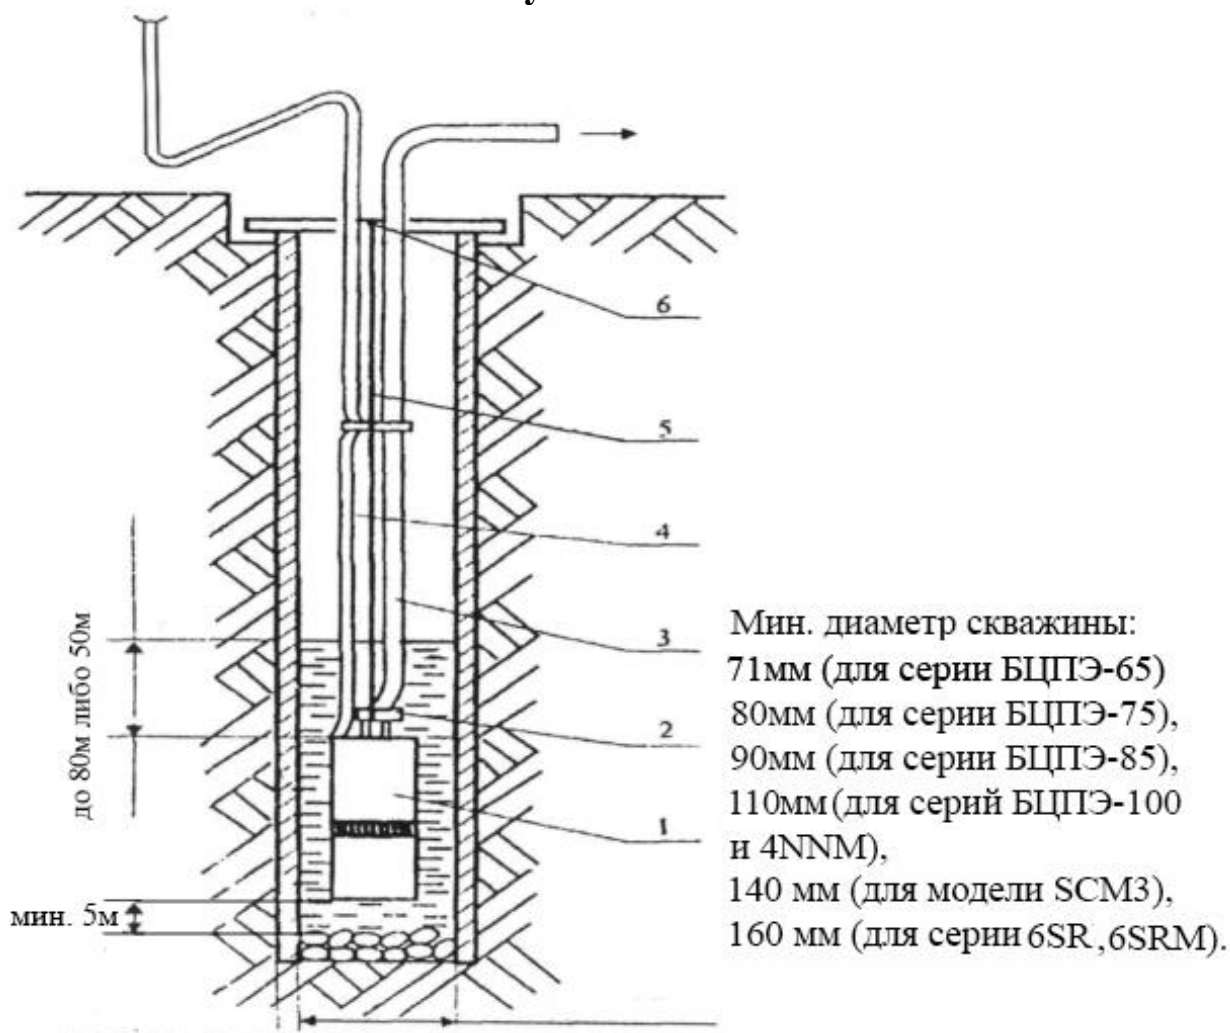 6
5
4
3
2
1
до 80м либо 50м
мин. 5м
Мин. диаметр скважины:
71мм (для серии БЦПЭ-65)
80мм (для серии БЦПЭ-75),
90мм (для серии БЦПЭ-85),
110мм (для серий БЦПЭ-100
и 4NNM),
140 мм (для модели SCM3),
160 мм (для серии 6SR ,6SRM).